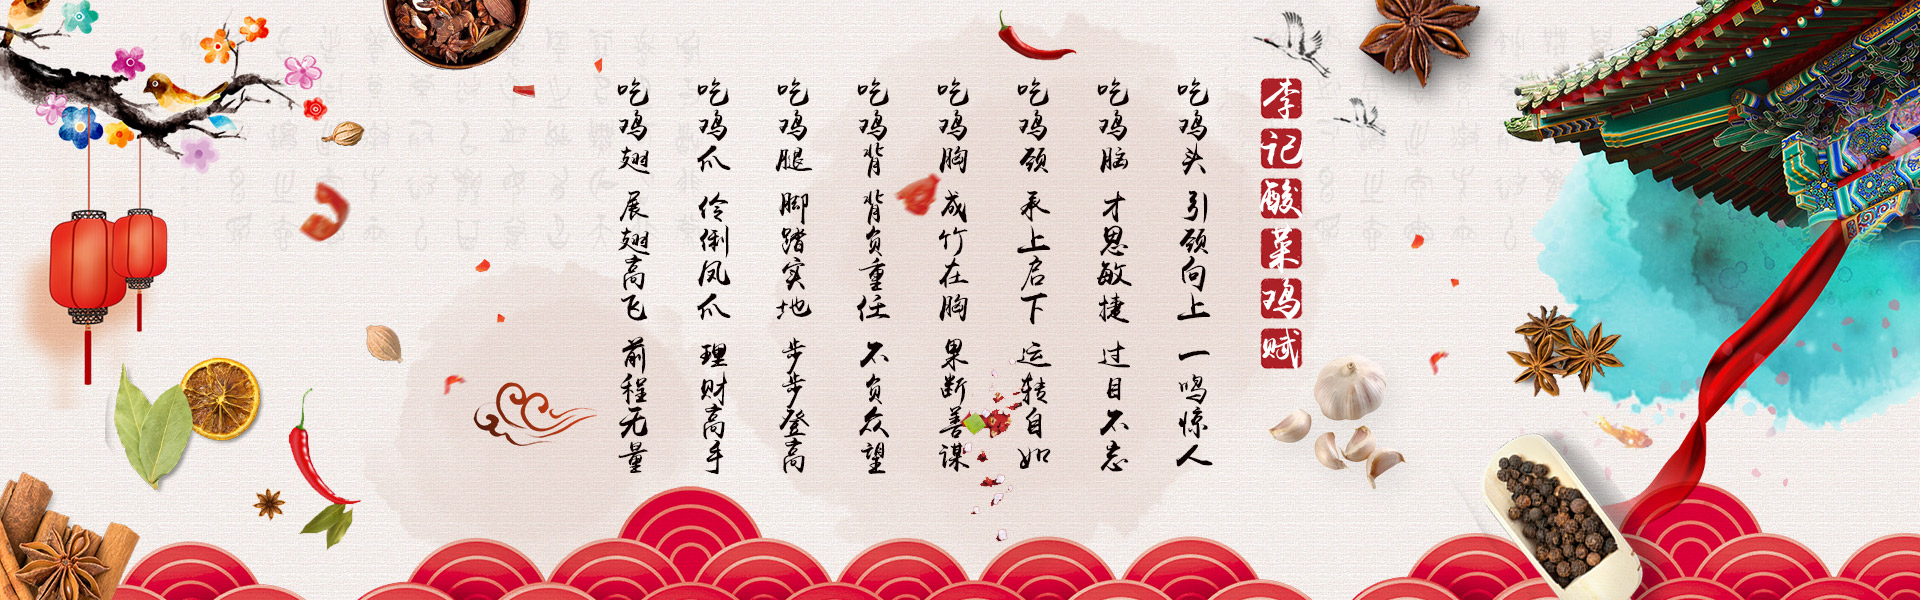 李记酸菜鸡赋
吃鸡头 引颈向上 一鸣惊人
吃鸡脑 才思敏捷 过目不忘
吃鸡颈 承上启下 运转自如
吃鸡胸 成竹在胸 果断善谋
吃鸡背 背负重任 不负众望
吃鸡腿 脚踏实地 步步登高
吃鸡爪 伶俐凤爪 理财高手
吃鸡翅 展翅高飞 前程无量